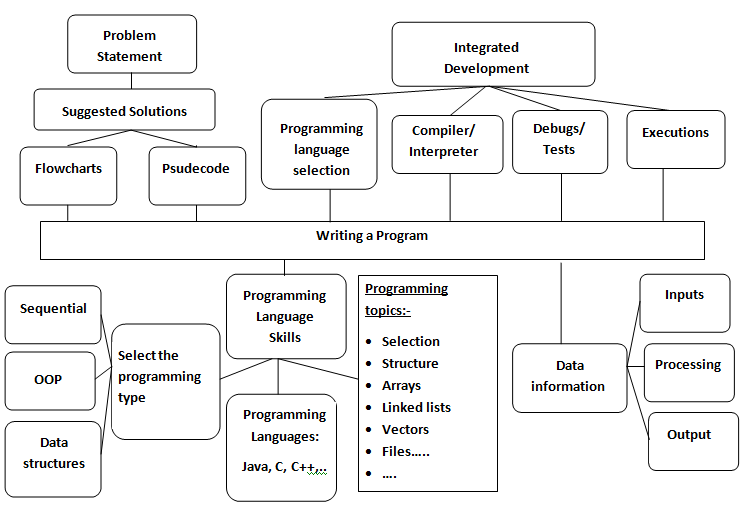 Problem
Statement
Integrated
Development
Suggested Solutions
Flowcharts
Psudecode
Programming
language
selection
Compiler/
Interpreter
Debugs/
Tests
Executions
Writing a Program
Sequential
OOP
Data
structures
Select the
programming
type
Programming
Language
Skills
Programming
Languages:
Java, C, C++,..
Programming
topics:-
• Selection
• Structure
• Arrays
• Linked lists
• Vectors
• Files…..
• ….
Data
information
Inputs
Processing
Output